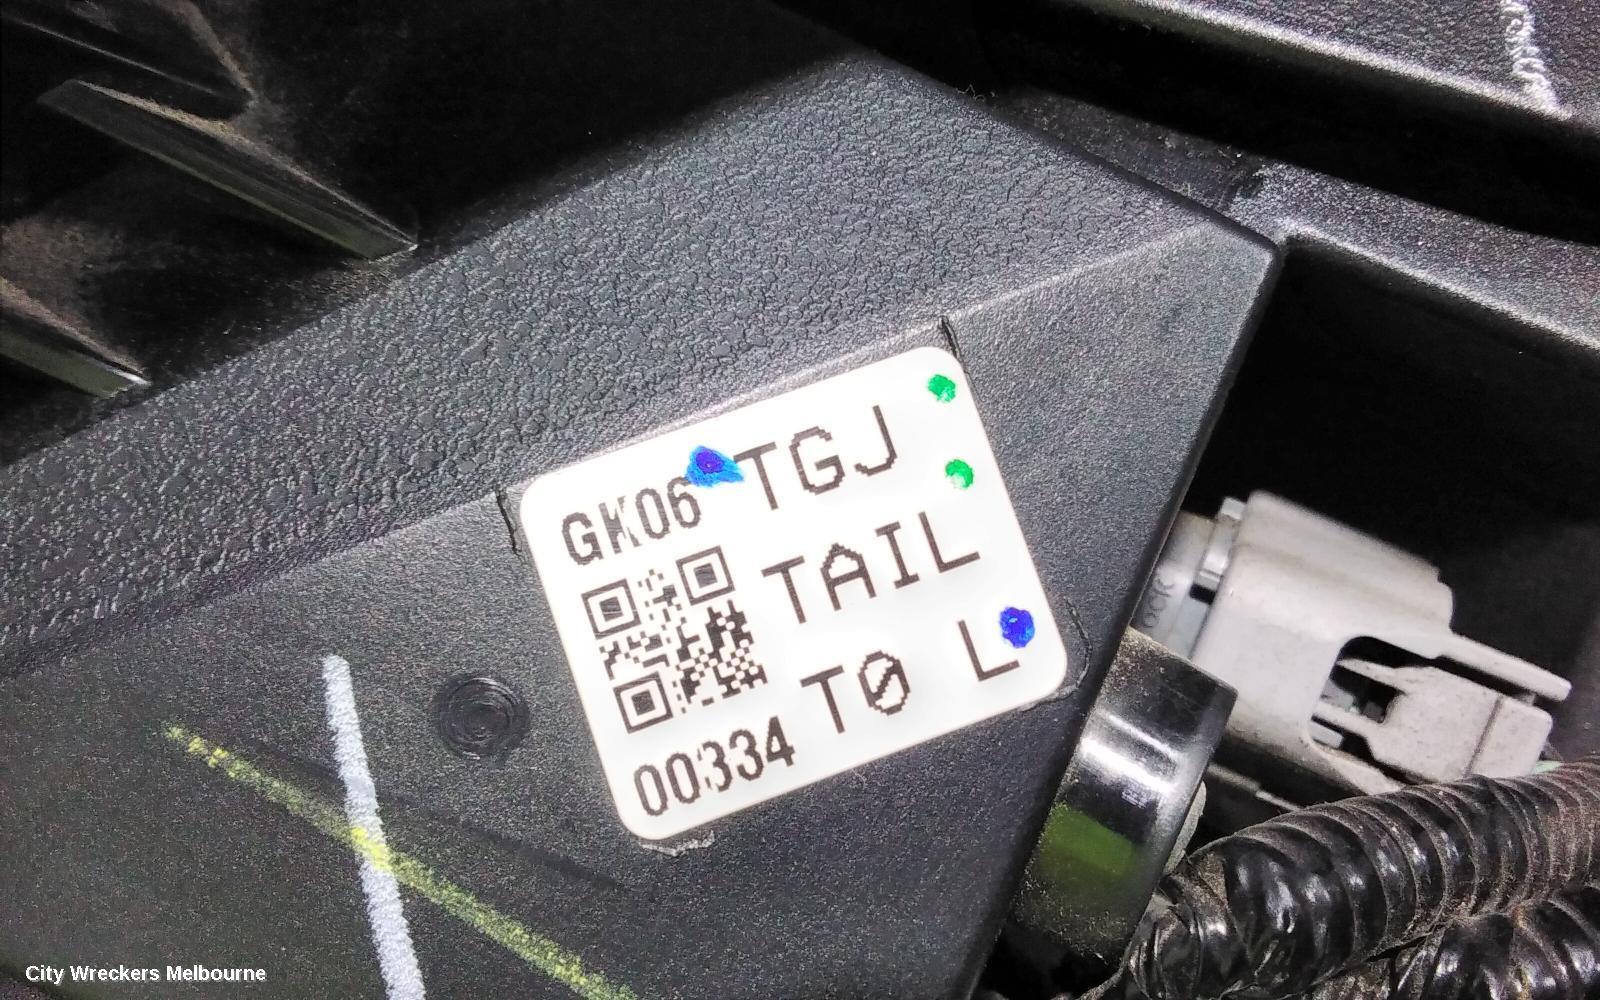 GK06 TGJ
TAIL
T0 L
00334
City Wreckers Melbourne